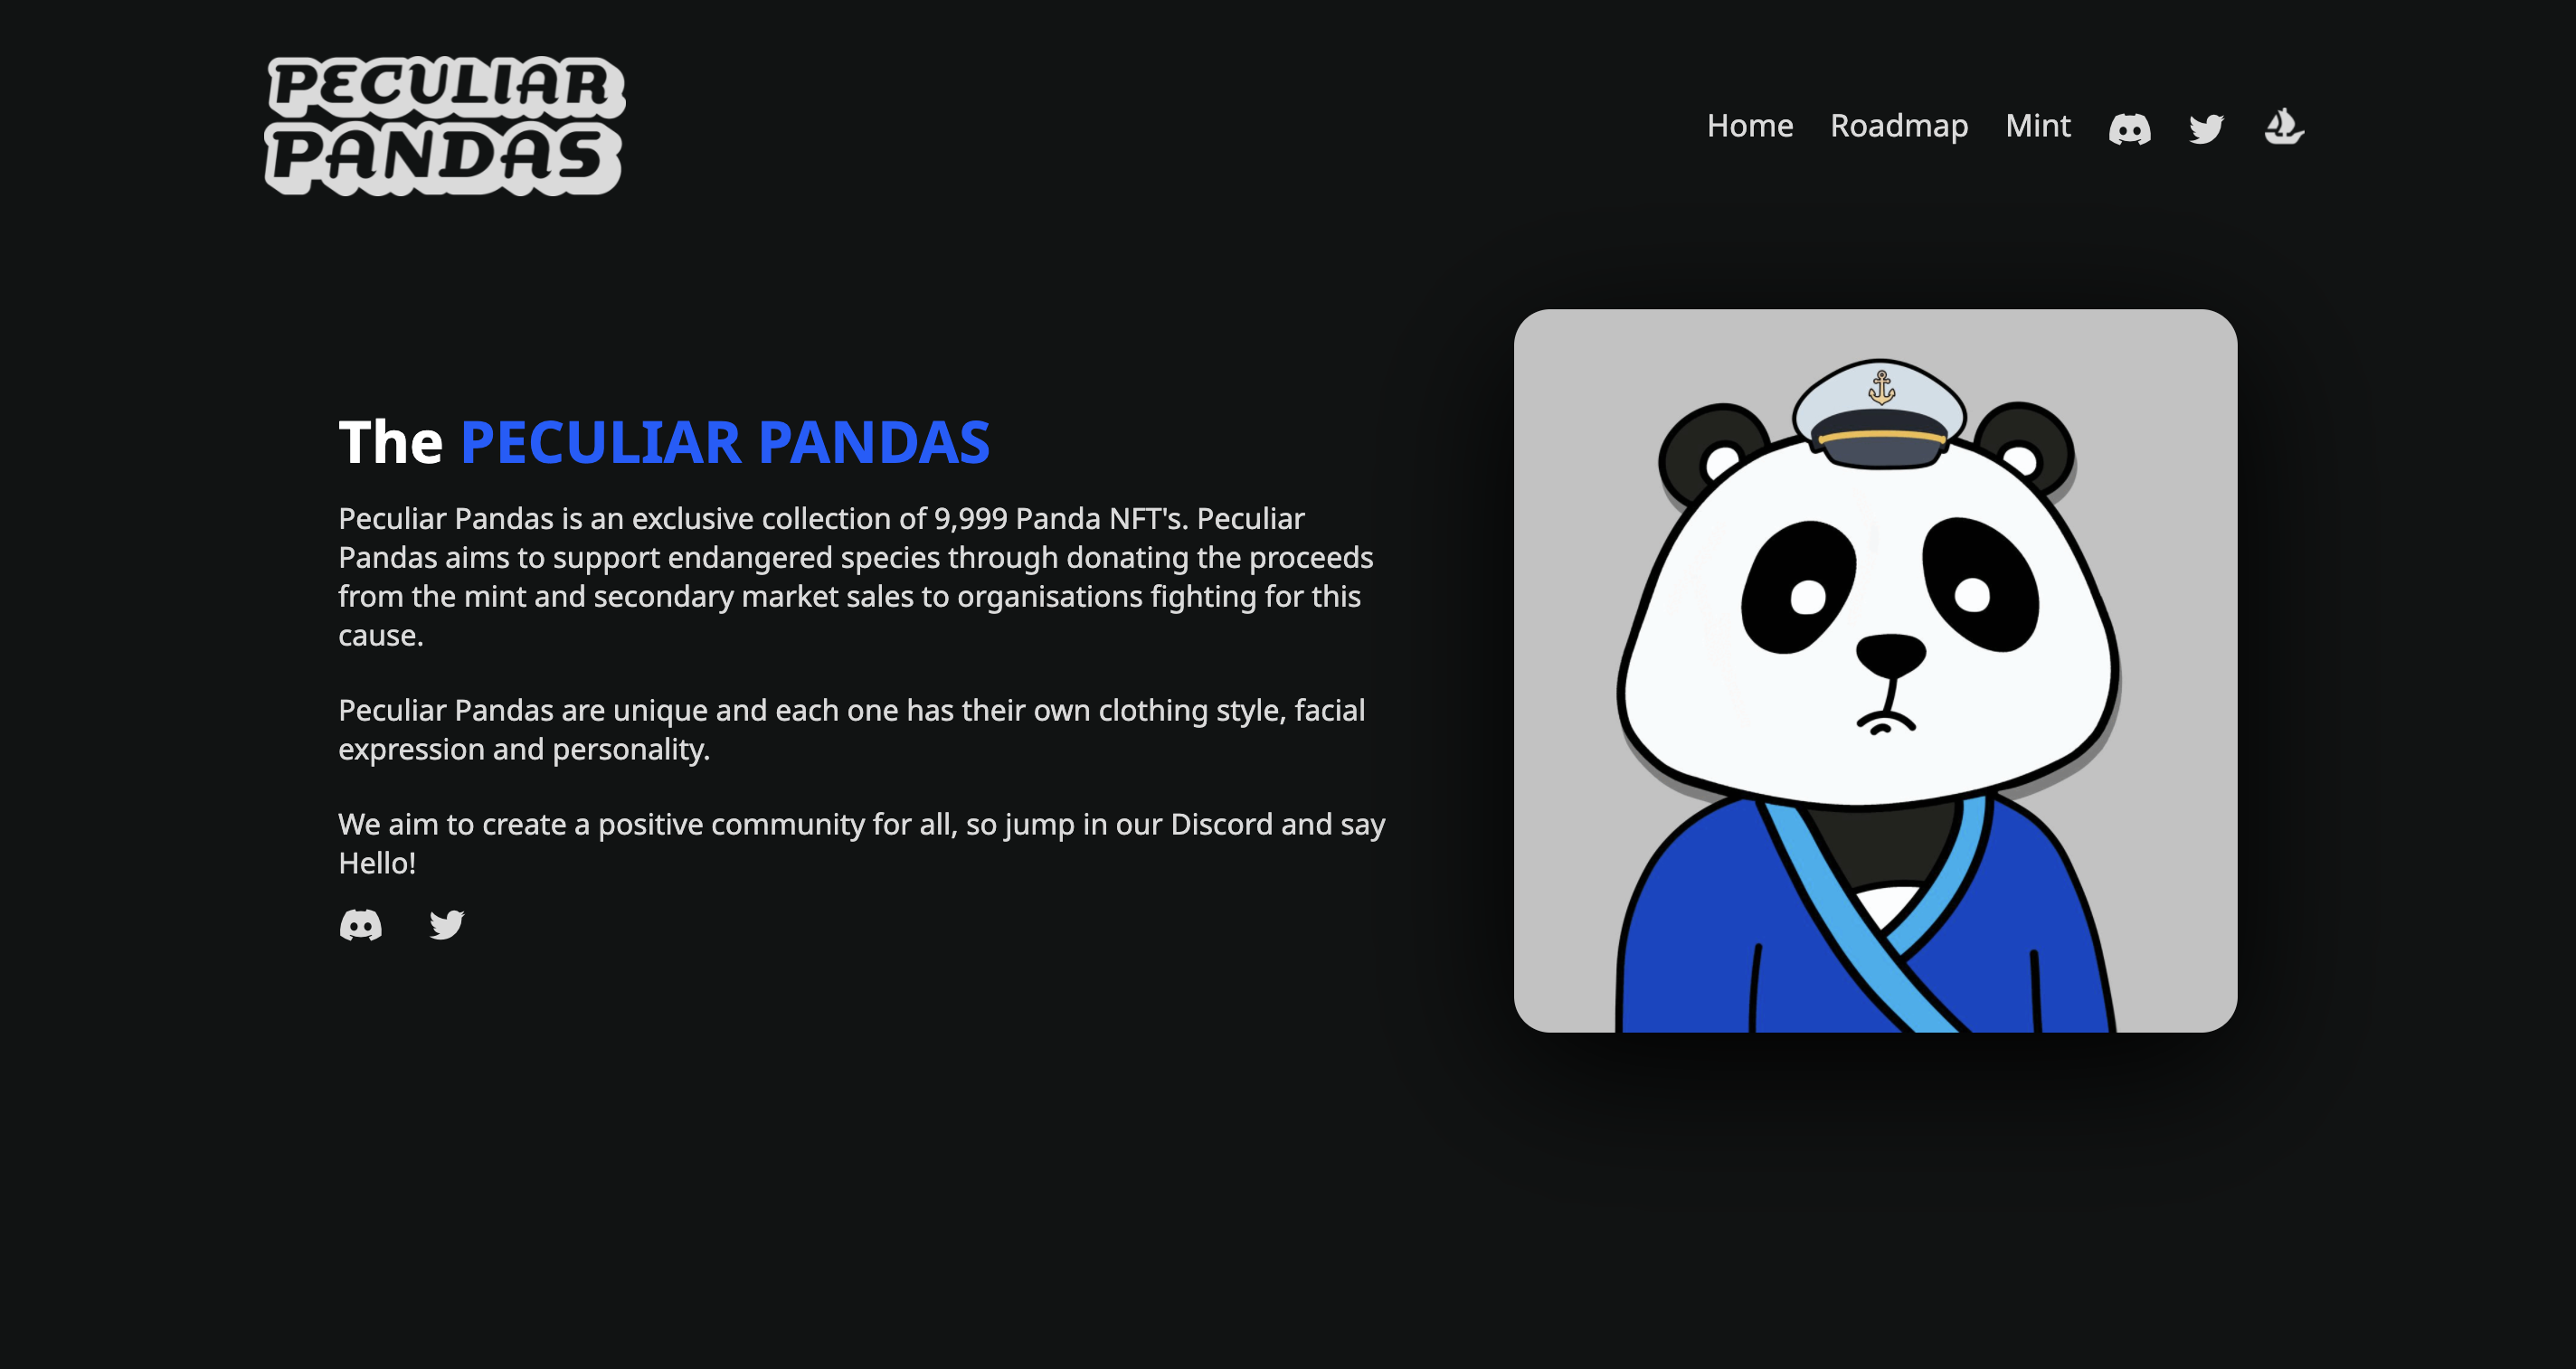 PECULIAR
PANDAS
Home Roadmap Mint
The PECULIAR PANDAS
Peculiar Pandas is an exclusive collection of 9,999 Panda NFT's. Peculiar
Pandas aims to support endangered species through donating the proceeds
from the mint and secondary market sales to organisations fighting for this
cause.
Peculiar Pandas are unique and each one has their own clothing style, facial
expression and personality.
We aim to create a positive community for all, so jump in our Discord and say
Hello!